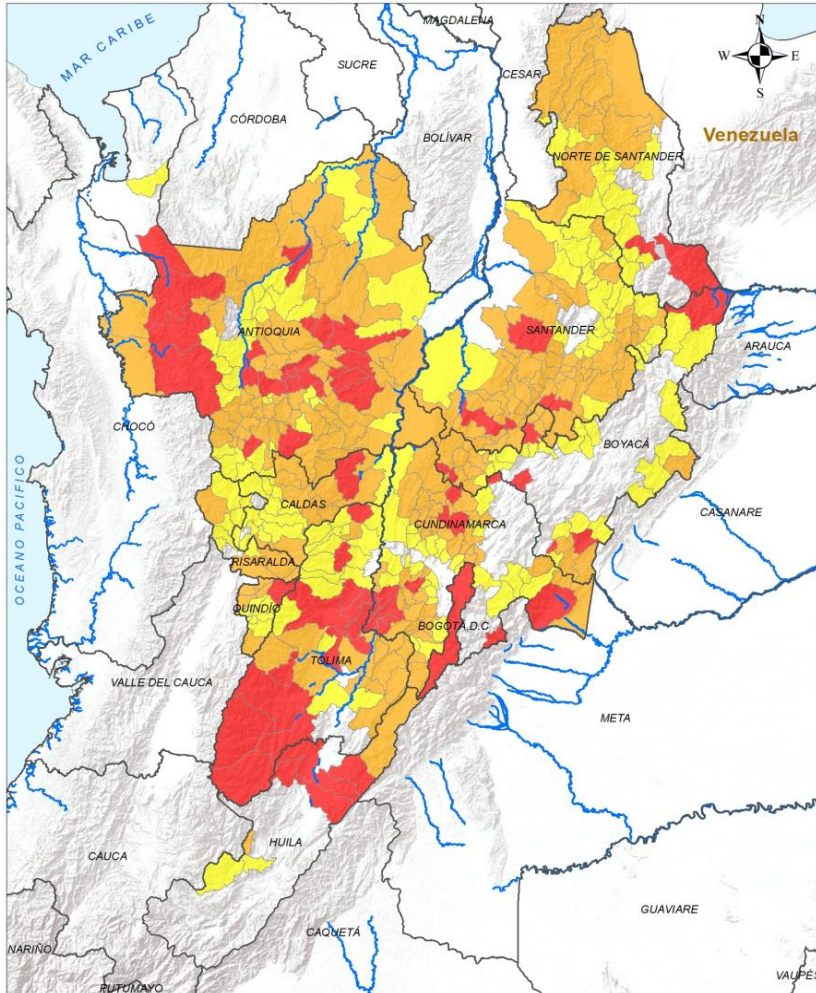 MAGDALENA
N
W E
S
MAR CARIBE
SUCRE
CESAR
CÓRDOBA
BOLÍVAR
Venezuela
NORTE DE SANTANDER
ANTIOQUIA
SANTANDER
ARAUCA
CHOCÓ
BOYACÁ
OCEANO PACIFICO
CALDAS
CUNDINAMARCA
CASANARE
RISARALDA
QUINDÍO
BOGOTÁ, D.C
TOLIMA
VALLE DEL CAUCA
META
HUILA
CAUCA
GUAVIARE
CAQUETÁ
NARIÑO
VAUPÉS
PUTUMAYO